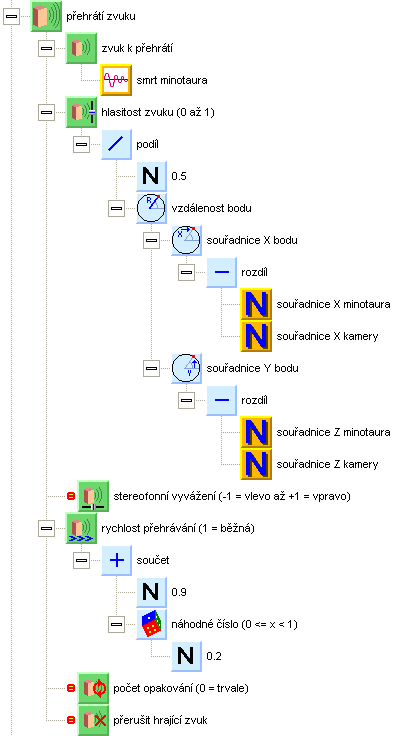 přehrátí zvuku
zvuk k přehrátí
smrt minotaura
hlasitost zvuku (0 až 1)
podíl
N 0.5
R vzdálenost bodu
X souřadnice X bodu
rozdíl
N souřadnice X minotaura
N souřadnice X kamery
Y souřadnice Y bodu
rozdíl
N souřadnice Z minotaura
N souřadnice Z kamery
stereofonní vyvážení (-1 = vlevo až +1 = vpravo)
rychlost přehrávání (1 = běžná)
součet
N 0.9
náhodné číslo (0 <= x < 1)
N 0.2
počet opakování (0 = trvale)
přerušit hrající zvuk